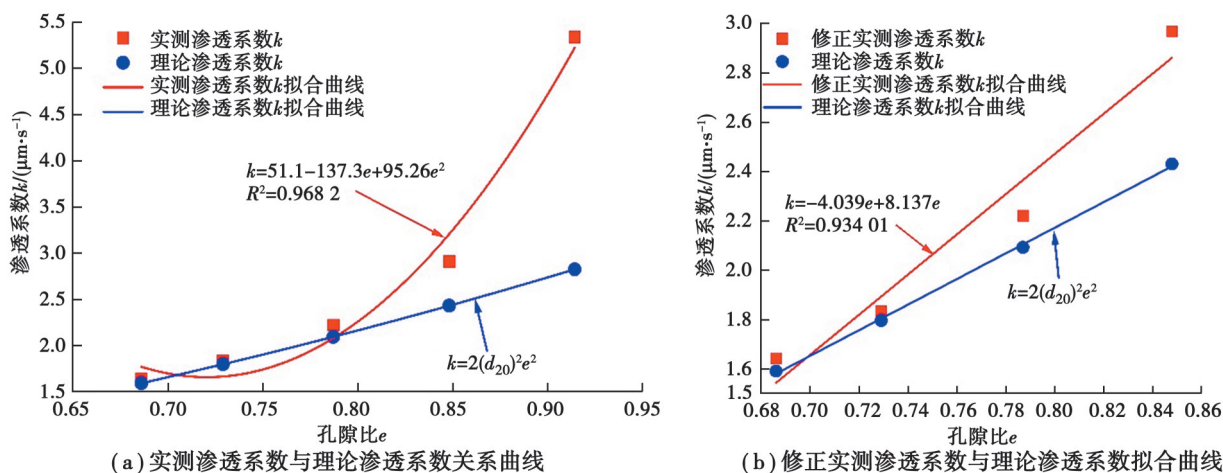 5.5
5.0
4.5
4.0
3.5
3.0
2.5
2.0
1.5
渗透系数k/(μm·s⁻¹)
实测渗透系数k
理论渗透系数k
实测渗透系数k拟合曲线
理论渗透系数k拟合曲线
k=51.1−137.3e+95.26e²
R²=0.968 2
k=2(d₂₀)²e²
0.65 0.70 0.75 0.80 0.85 0.90 0.95
孔隙比e
(a)实测渗透系数与理论渗透系数关系曲线
3.0
2.8
2.6
2.4
2.2
2.0
1.8
1.6
1.5
渗透系数k/(μm·s⁻¹)
修正实测渗透系数k
理论渗透系数k
修正实测渗透系数k拟合曲线
理论渗透系数k拟合曲线
k=−4.039e+8.137e
R²=0.934 01
k=2(d₂₀)²e²
0.68 0.70 0.72 0.74 0.76 0.78 0.80 0.82 0.84 0.86
孔隙比e
(b)修正实测渗透系数与理论渗透系数拟合曲线